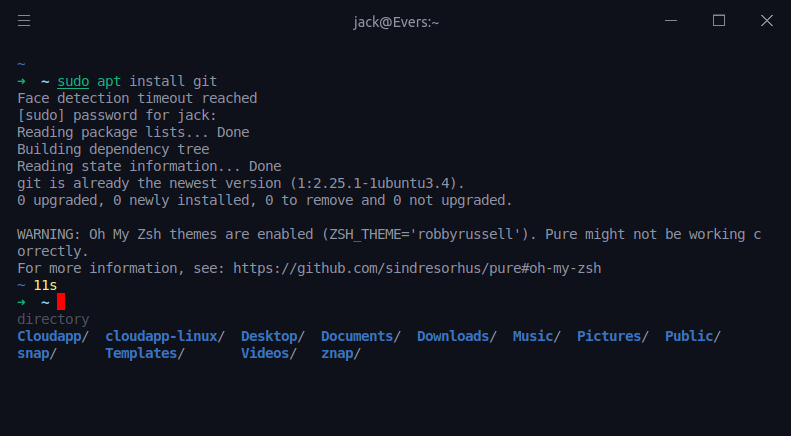 jack@Evers:~
~
➜  ~ sudo apt install git
Face detection timeout reached
[sudo] password for jack:
Reading package lists... Done
Building dependency tree
Reading state information... Done
git is already the newest version (1:2.25.1-1ubuntu3.4).
0 upgraded, 0 newly installed, 0 to remove and 0 not upgraded.
WARNING: Oh My Zsh themes are enabled (ZSH_THEME='robbyrussell'). Pure might not be working c
orrectly.
For more information, see: https://github.com/sindresorhus/pure#oh-my-zsh
~ 11s
➜  ~
directory
Cloudapp/  cloudapp-linux/  Desktop/  Documents/  Downloads/  Music/  Pictures/  Public/
snap/      Templates/       Videos/   znap/